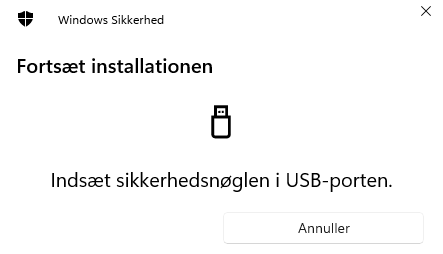 Windows Sikkerhed
Fortsæt installationen
Indsæt sikkerhedsnøglen i USB-porten.
Annuller